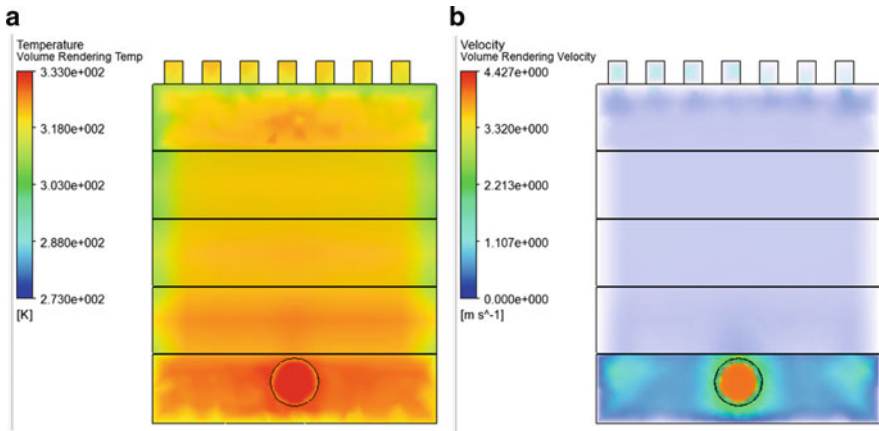 a
Temperature
Volume Rendering Temp
3.330e+002
3.180e+002
3.030e+002
2.880e+002
2.730e+002
[K]
b
Velocity
Volume Rendering Velocity
4.427e+000
3.320e+000
2.213e+000
1.107e+000
0.000e+000
[m s^-1]